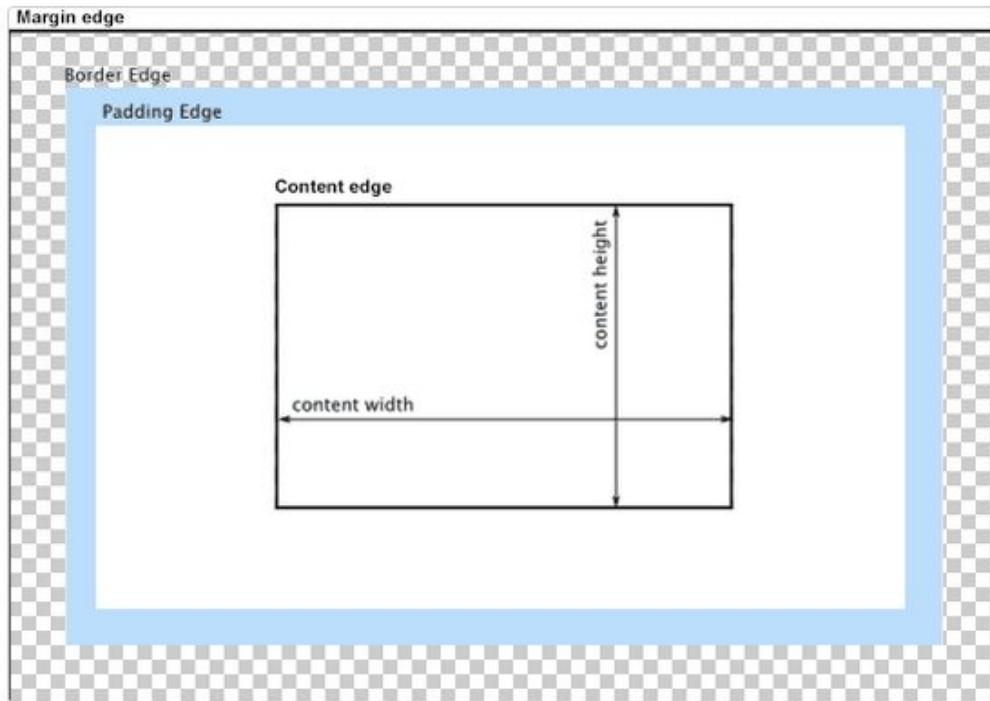 Margin edge
Border Edge
Padding Edge
Content edge
content height
content width